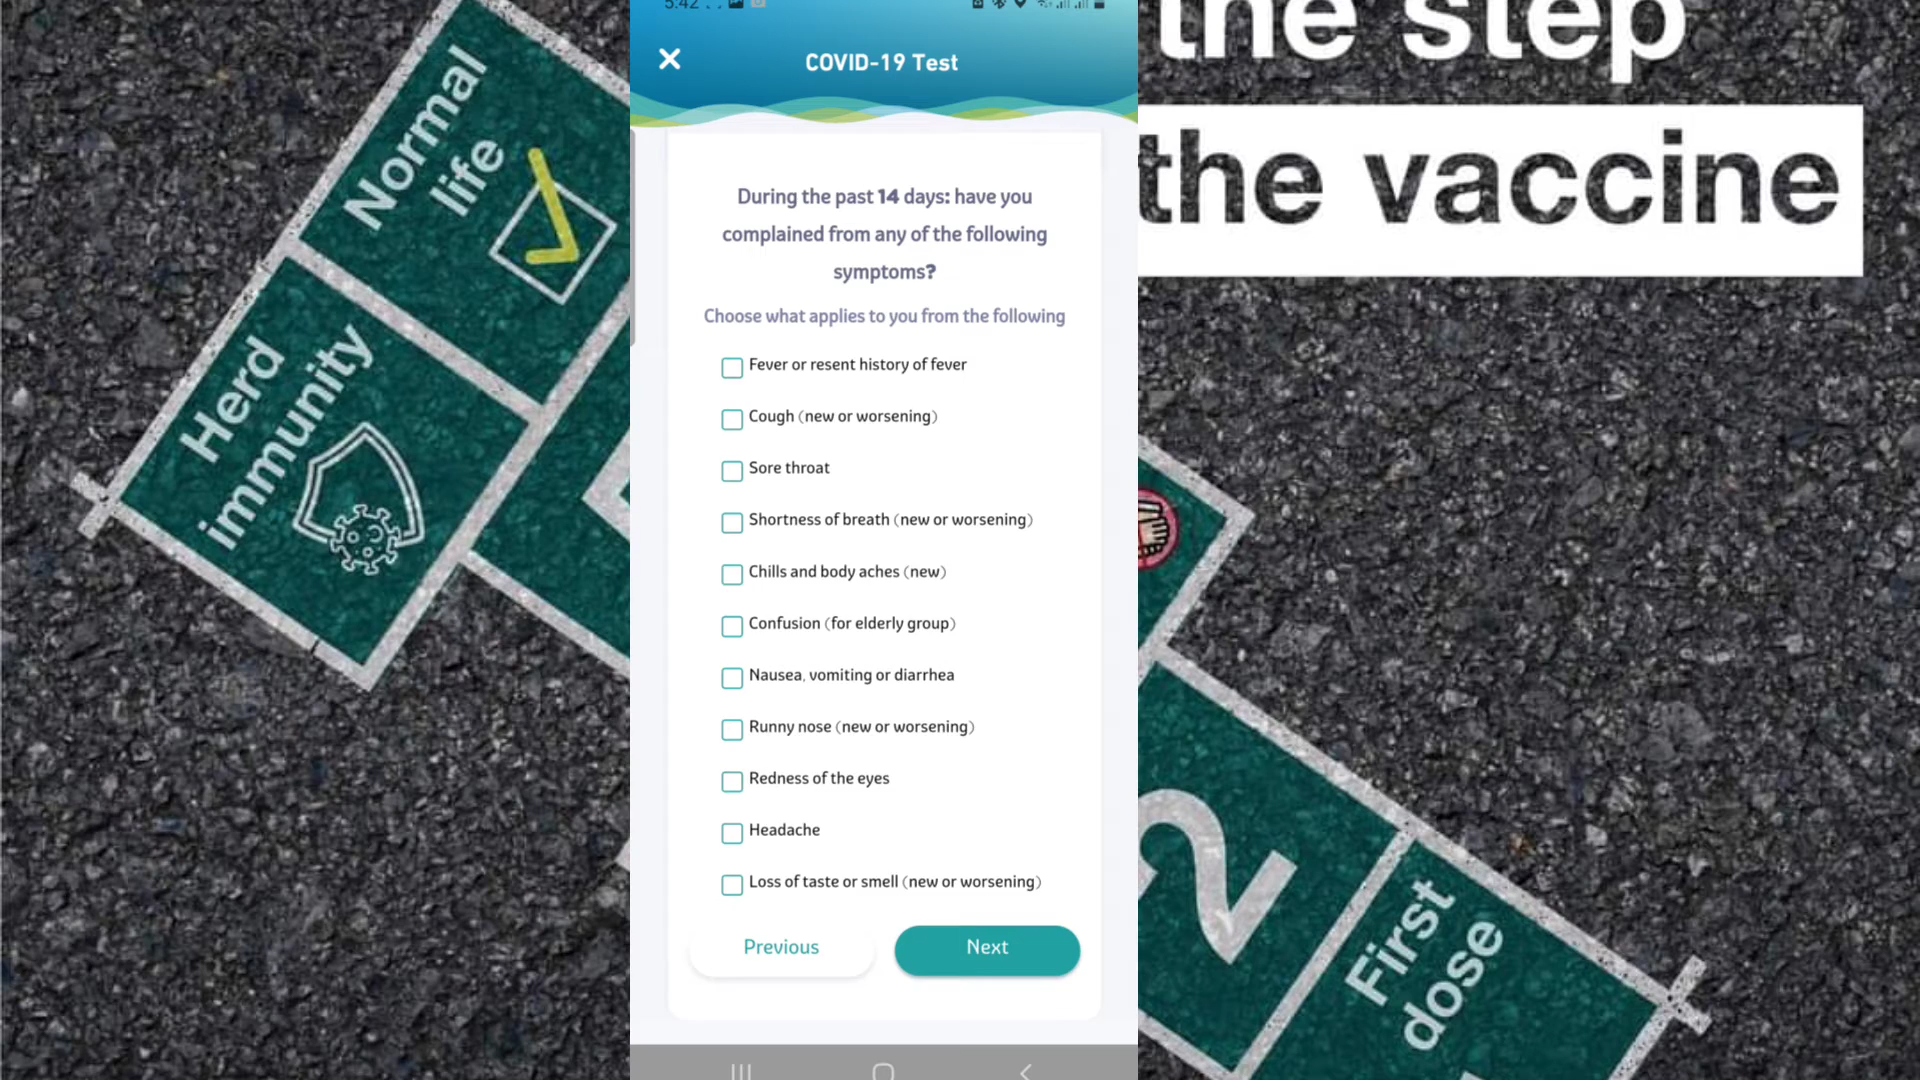 Normal
life
Herd
immunity
5:42
COVID-19 Test
During the past 14 days: have you
complained from any of the following
symptoms?
Choose what applies to you from the following
Fever or resent history of fever
Cough (new or worsening)
Sore throat
Shortness of breath (new or worsening)
Chills and body aches (new)
Confusion (for elderly group)
Nausea, vomiting or diarrhea
Runny nose (new or worsening)
Redness of the eyes
Headache
Loss of taste or smell (new or worsening)
Previous
Next
the step
the vaccine
2
First
dose